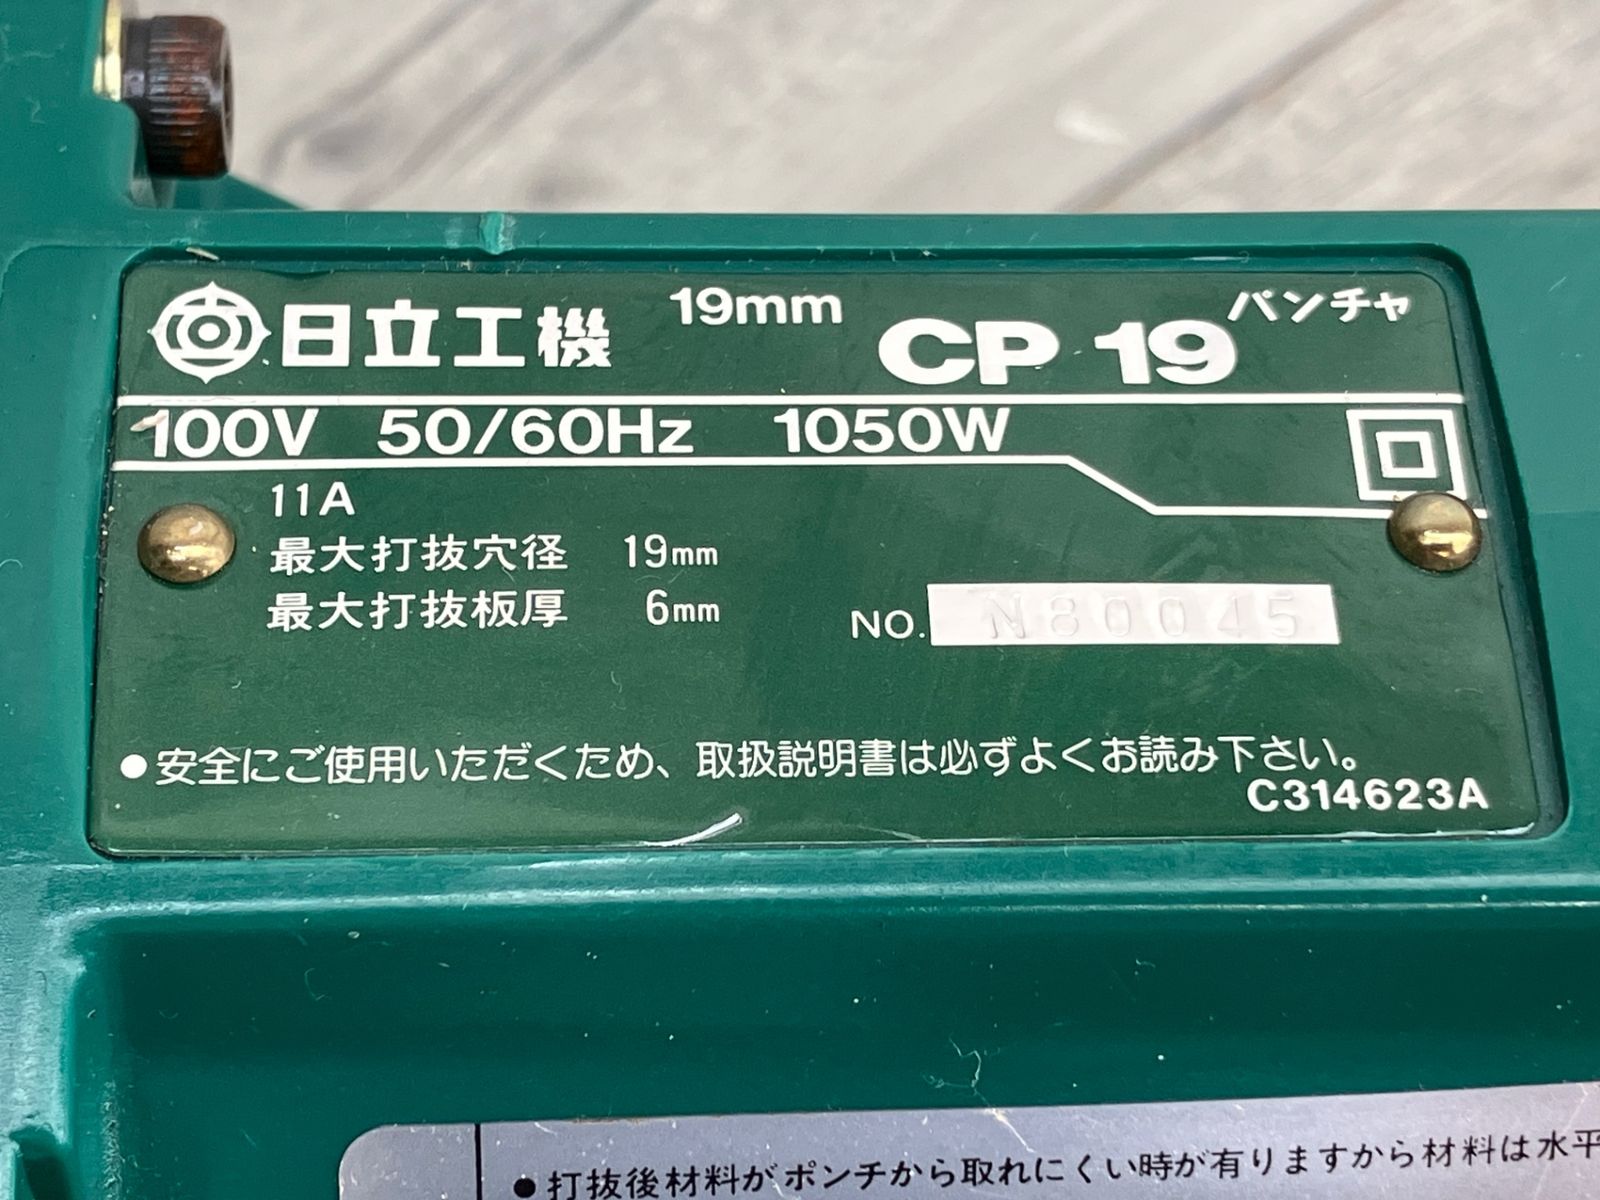 日立工機 19mm CP 19 パンチャ
100V 50/60Hz 1050W
11A
最大打抜穴径 19mm
最大打抜板厚 6mm
NO. N80045
●安全にご使用いただくため、取扱説明書は必ずよくお読み下さい。
C314623A
●打抜後材料がポンチから取れにくい時が有りますから材料は水平